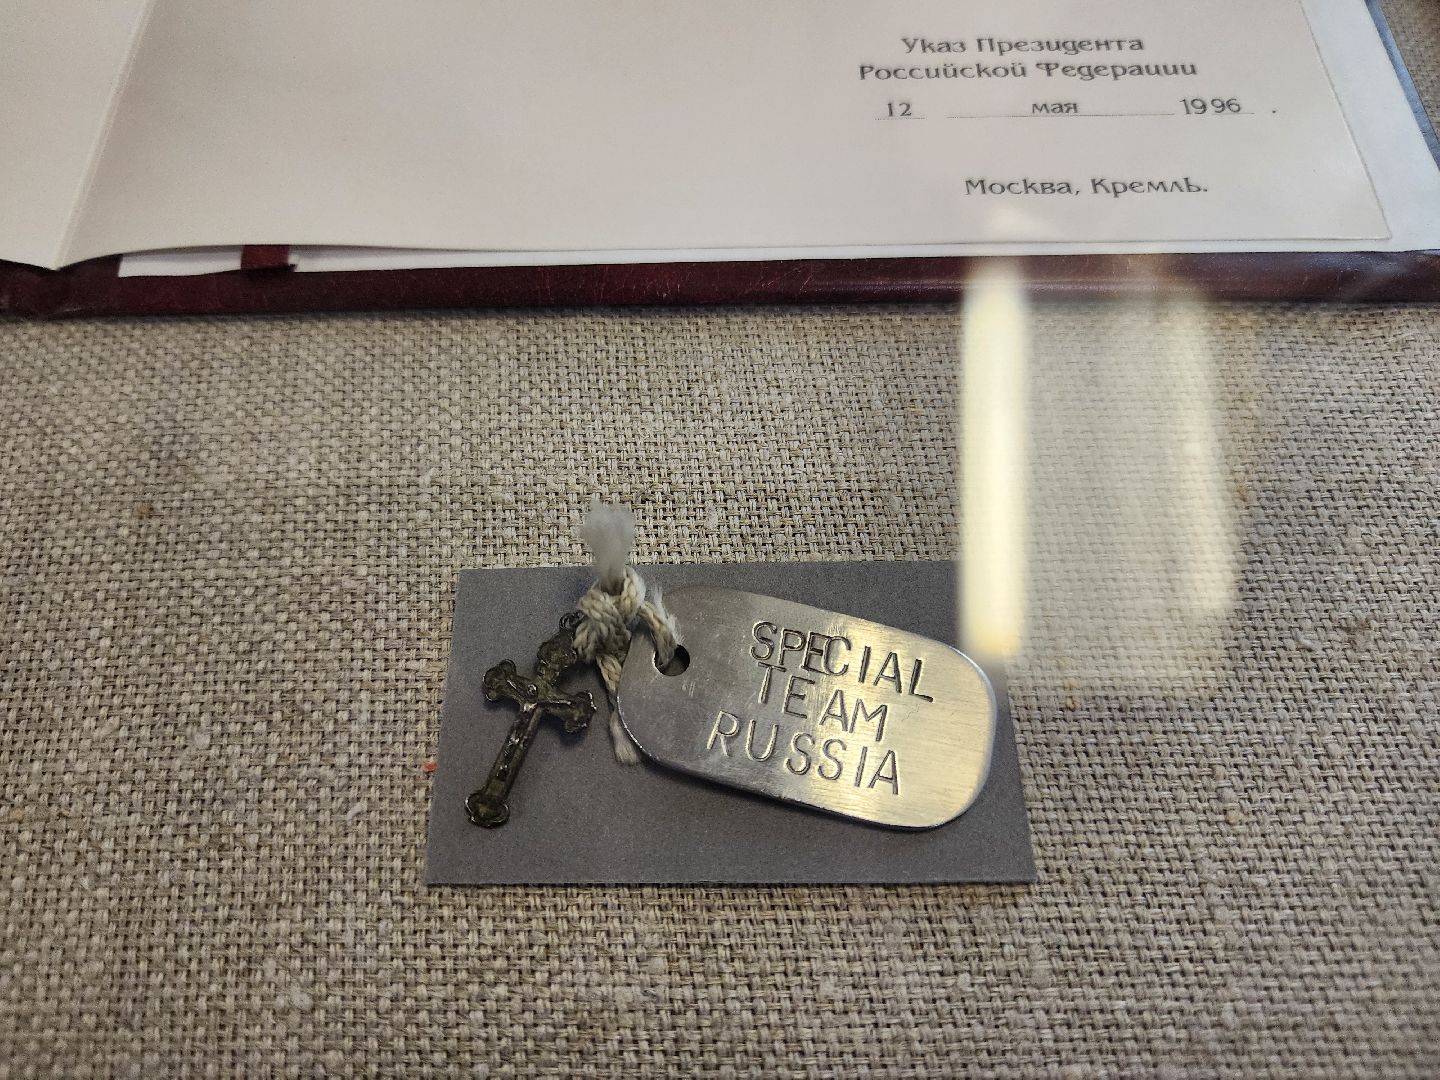 Указ Президента
Российской Федерации
12 мая 1996 .
Москва, Кремль.
SPECIAL
TEAM
RUSSIA